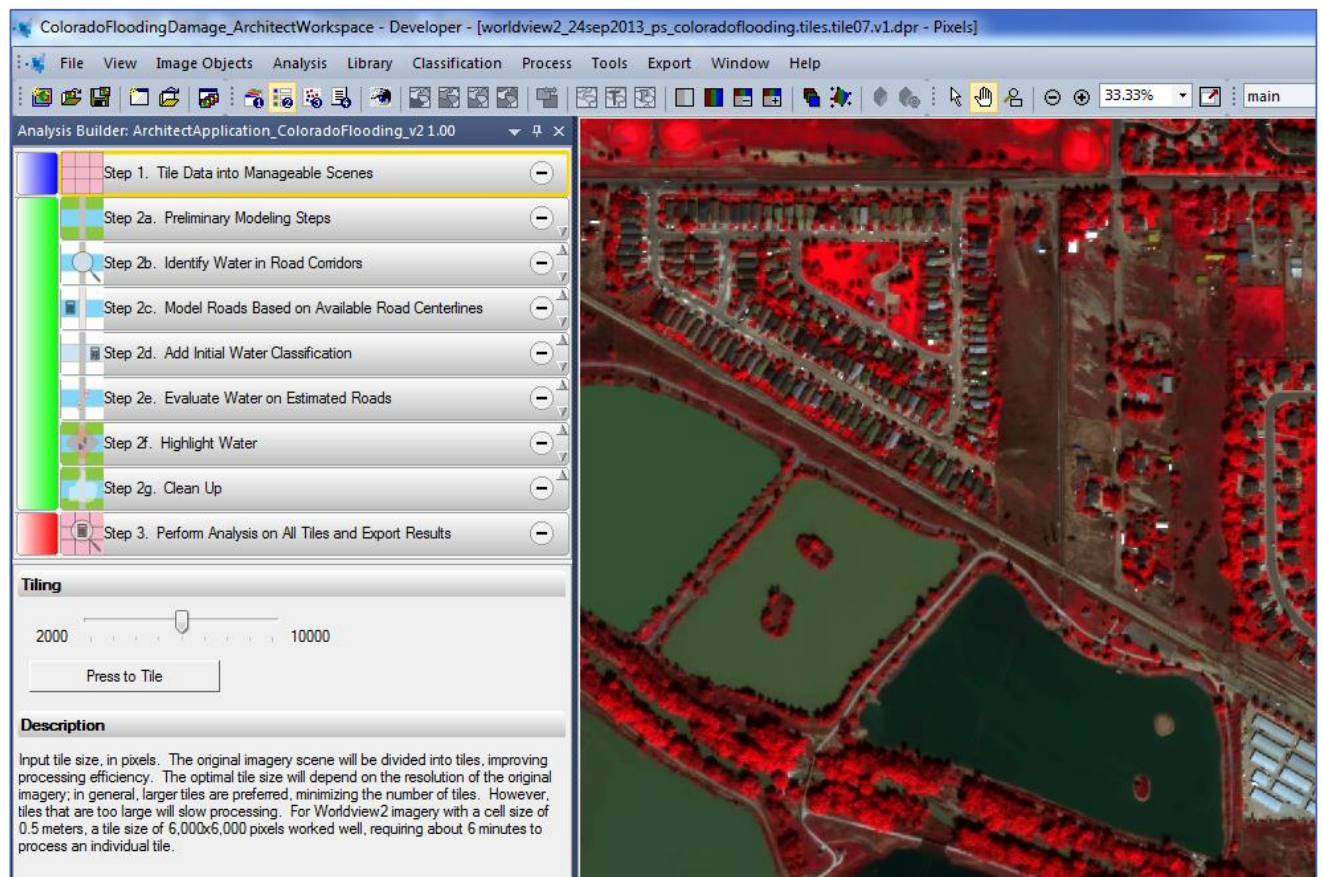 ColoradoFloodingDamage_ArchitectWorkspace - Developer - [worldview2_24sep2013_ps_coloradoflooding.tiles.tile07.v1.dpr - Pixels]
File View Image Objects Analysis Library Classification Process Tools Export Window Help
33.33% main
Analysis Builder: ArchitectApplication_ColoradoFlooding_v2 1.00
Step 1. Tile Data into Manageable Scenes
Step 2a. Preliminary Modeling Steps
Step 2b. Identify Water in Road Corridors
Step 2c. Model Roads Based on Available Road Centerlines
Step 2d. Add Initial Water Classification
Step 2e. Evaluate Water on Estimated Roads
Step 2f. Highlight Water
Step 2g. Clean Up
Step 3. Perform Analysis on All Tiles and Export Results
Tiling
2000 10000
Press to Tile
Description
Input tile size, in pixels. The original imagery scene will be divided into tiles, improving
processing efficiency. The optimal tile size will depend on the resolution of the original
imagery; in general, larger tiles are preferred, minimizing the number of tiles. However,
tiles that are too large will slow processing. For Worldview2 imagery with a cell size of
0.5 meters, a tile size of 6,000x6,000 pixels worked well, requiring about 6 minutes to
process an individual tile.